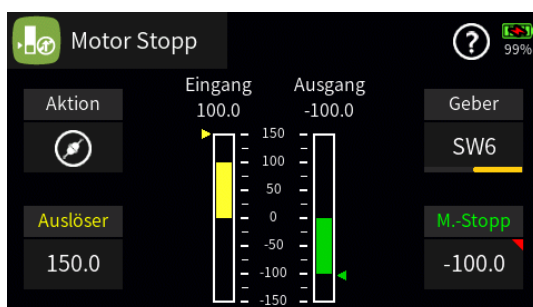 Motor Stopp
99%
Eingang Ausgang
100.0 -100.0
Aktion
Geber
SW6
150
100
50
0
-50
-100
-150
Auslöser
150.0
M.-Stopp
-100.0